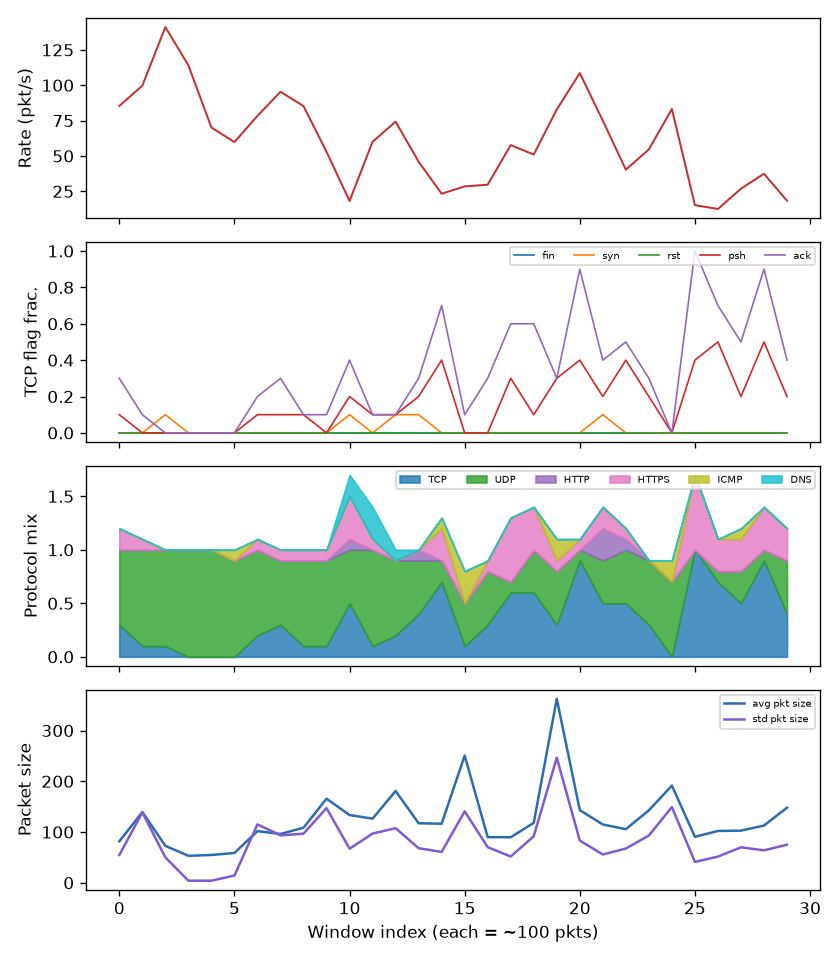 125
100
75
50
25
Rate (pkt/s)
1.0
0.8
0.6
0.4
0.2
0.0
TCP flag frac.
fin syn rst psh ack
1.5
1.0
0.5
0.0
Protocol mix
TCP UDP HTTP HTTPS ICMP DNS
300
200
100
0
Packet size
avg pkt size
std pkt size
0 5 10 15 20 25 30
Window index (each = ~100 pkts)